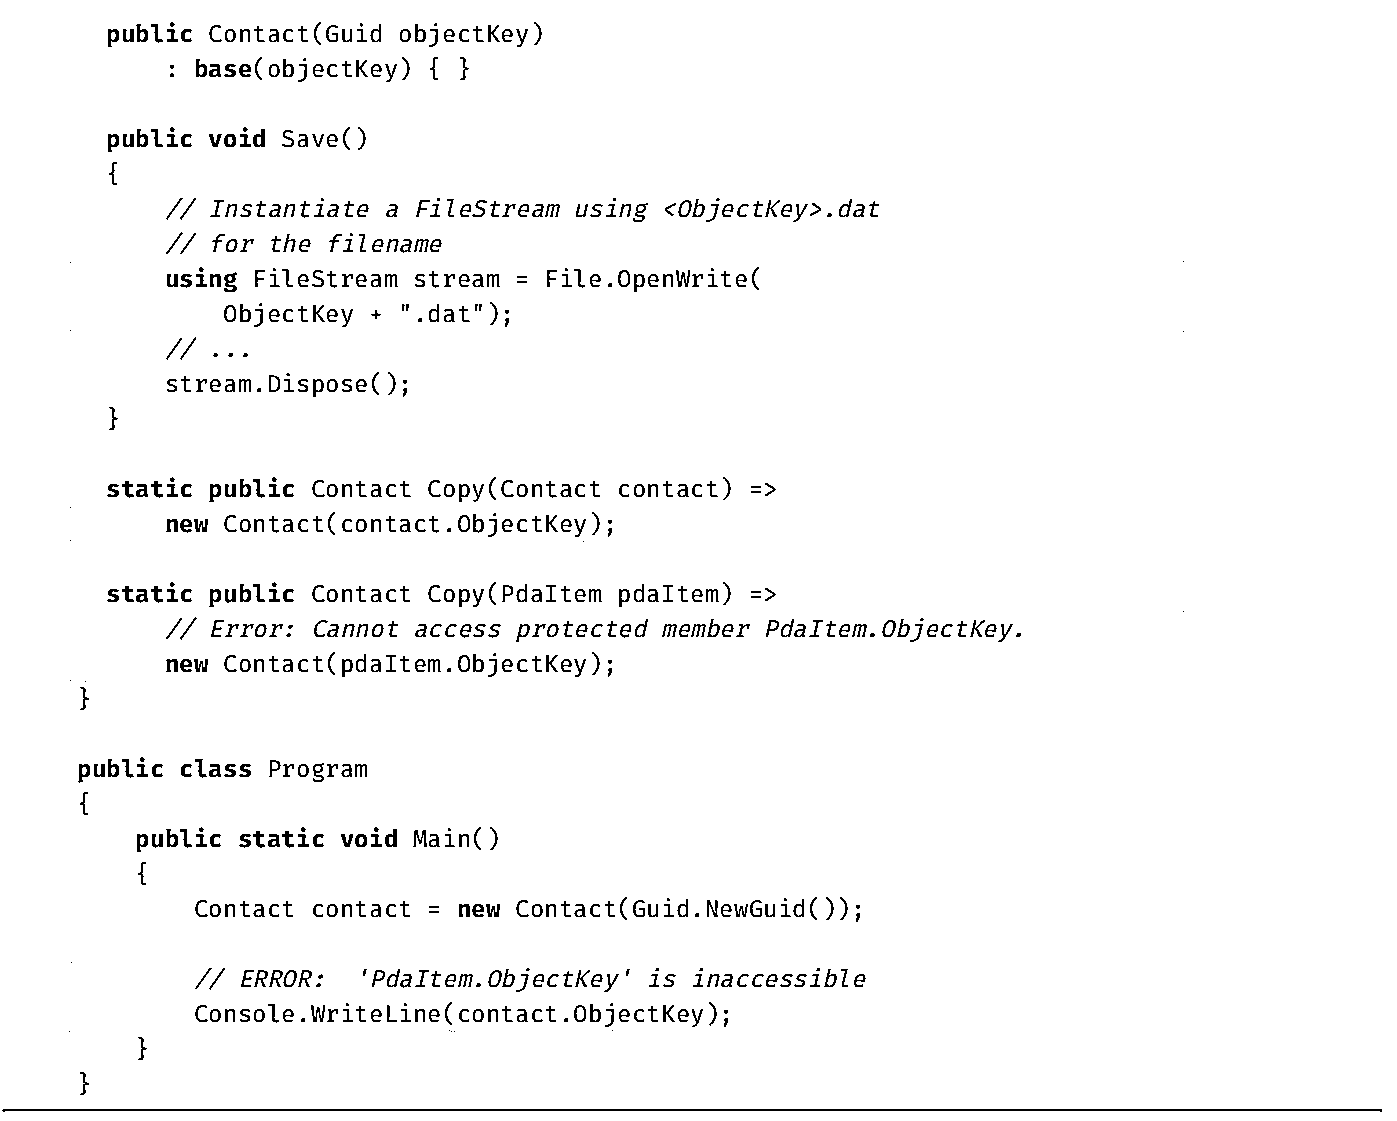 public Contact(Guid objectKey)
    : base(objectKey) { }

public void Save()
{
    // Instantiate a FileStream using <ObjectKey>.dat
    // for the filename
    using FileStream stream = File.OpenWrite(
        ObjectKey + ".dat");
    // ...
    stream.Dispose();
}

static public Contact Copy(Contact contact) =>
    new Contact(contact.ObjectKey);

static public Contact Copy(PdaItem pdaItem) =>
    // Error: Cannot access protected member PdaItem.ObjectKey.
    new Contact(pdaItem.ObjectKey);
}

public class Program
{
    public static void Main()
    {
        Contact contact = new Contact(Guid.NewGuid());

        // ERROR:  'PdaItem.ObjectKey' is inaccessible
        Console.WriteLine(contact.ObjectKey);
    }
}